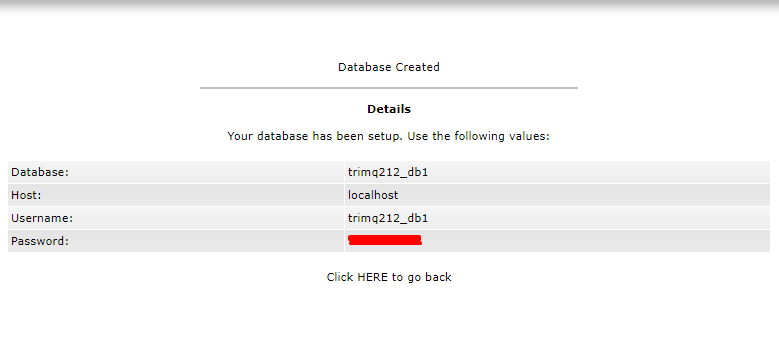 Database Created
Details
Your database has been setup. Use the following values:
Database: trimq212_db1
Host: localhost
Username: trimq212_db1
Password:
Click HERE to go back